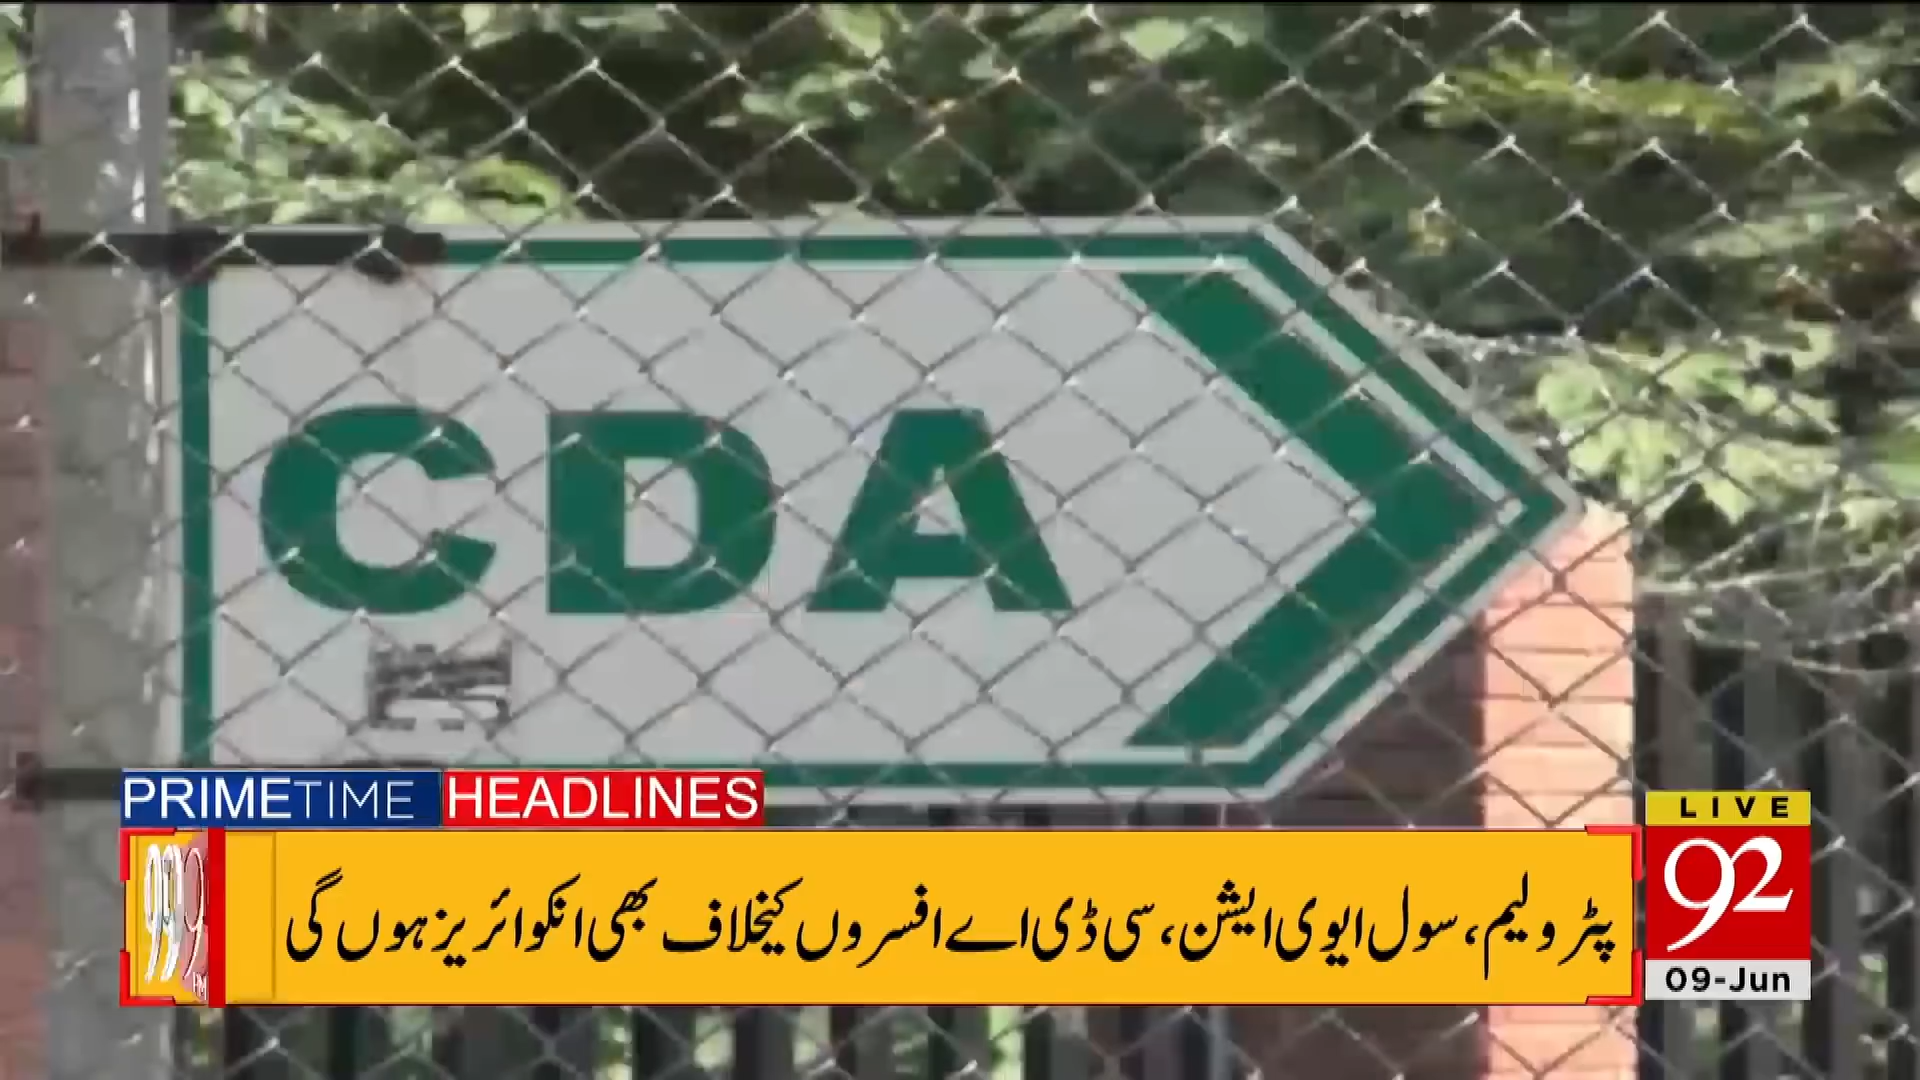 CDA
PRIMETIME HEADLINES
پٹرولیم، سول ایوی ایشن، سی ڈی اے افسروں کیخلاف بھی انکوائریز ہوں گی
LIVE
92
09-Jun